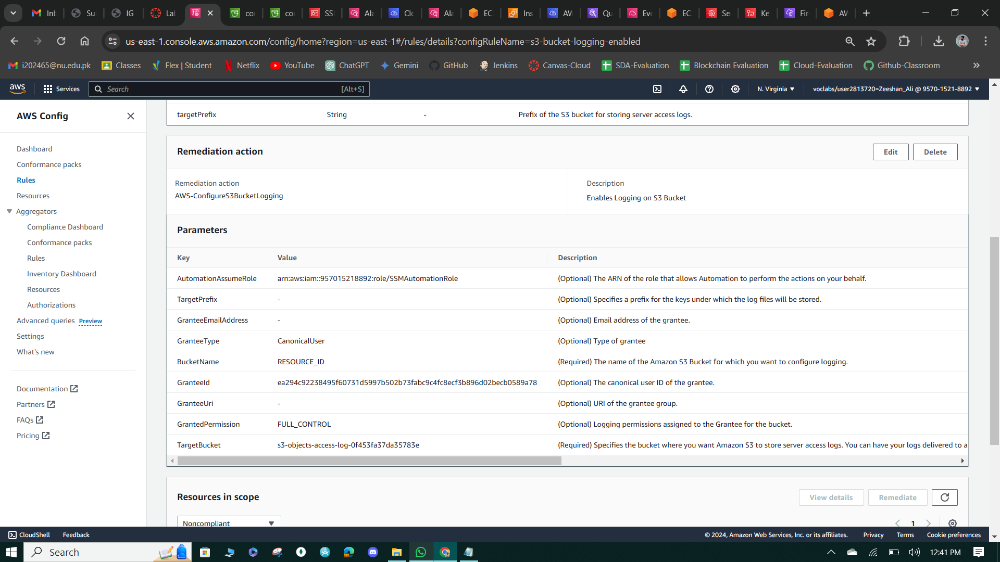 Inb
Su
IG
Lab
co
co
SS
Ala
Clo
Ala
EC
Ins
AW
Qu
Eve
EC
Se
Ke
Fir
AW
us-east-1.console.aws.amazon.com/config/home?region=us-east-1#/rules/details?configRuleName=s3-bucket-logging-enabled
i202465@nu.edu.pk
Classes
Flex | Student
Netflix
YouTube
ChatGPT
Gemini
GitHub
Jenkins
Canvas-Cloud
SDA-Evaluation
Blockchain Evaluation
Cloud-Evaluation
Github-Classroom
aws
Services
Search
[Alt+S]
N. Virginia
voclabs/user2813720=Zeeshan_Ali @ 9570-1521-8892
AWS Config
Dashboard
Conformance packs
Rules
Resources
Aggregators
Compliance Dashboard
Conformance packs
Rules
Inventory Dashboard
Resources
Authorizations
Advanced queries Preview
Settings
What's new
Documentation
Partners
FAQs
Pricing
targetPrefix String - Prefix of the S3 bucket for storing server access logs.
Remediation action
Edit
Delete
Remediation action
AWS-ConfigureS3BucketLogging
Description
Enables Logging on S3 Bucket
Parameters
Key Value Description
AutomationAssumeRole arn:aws:iam::957015218892:role/SSMAutomationRole (Optional) The ARN of the role that allows Automation to perform the actions on your behalf.
TargetPrefix - (Optional) Specifies a prefix for the keys under which the log files will be stored.
GranteeEmailAddress - (Optional) Email address of the grantee.
GranteeType CanonicalUser (Optional) Type of grantee
BucketName RESOURCE_ID (Required) The name of the Amazon S3 Bucket for which you want to configure logging.
GranteeId ea294c92238495f60731d5997b502b73fabc9c4fc8ecf3b896d02becb0589a78 (Optional) The canonical user ID of the grantee.
GranteeUri - (Optional) URI of the grantee group.
GrantedPermission FULL_CONTROL (Optional) Logging permissions assigned to the Grantee for the bucket.
TargetBucket s3-objects-access-log-0f453fa37da35783e (Required) Specifies the bucket where you want Amazon S3 to store server access logs. You can have your logs delivered to a
Resources in scope
View details
Remediate
Noncompliant
1
CloudShell
Feedback
© 2024, Amazon Web Services, Inc. or its affiliates.
Privacy
Terms
Cookie preferences
Search
12:41 PM